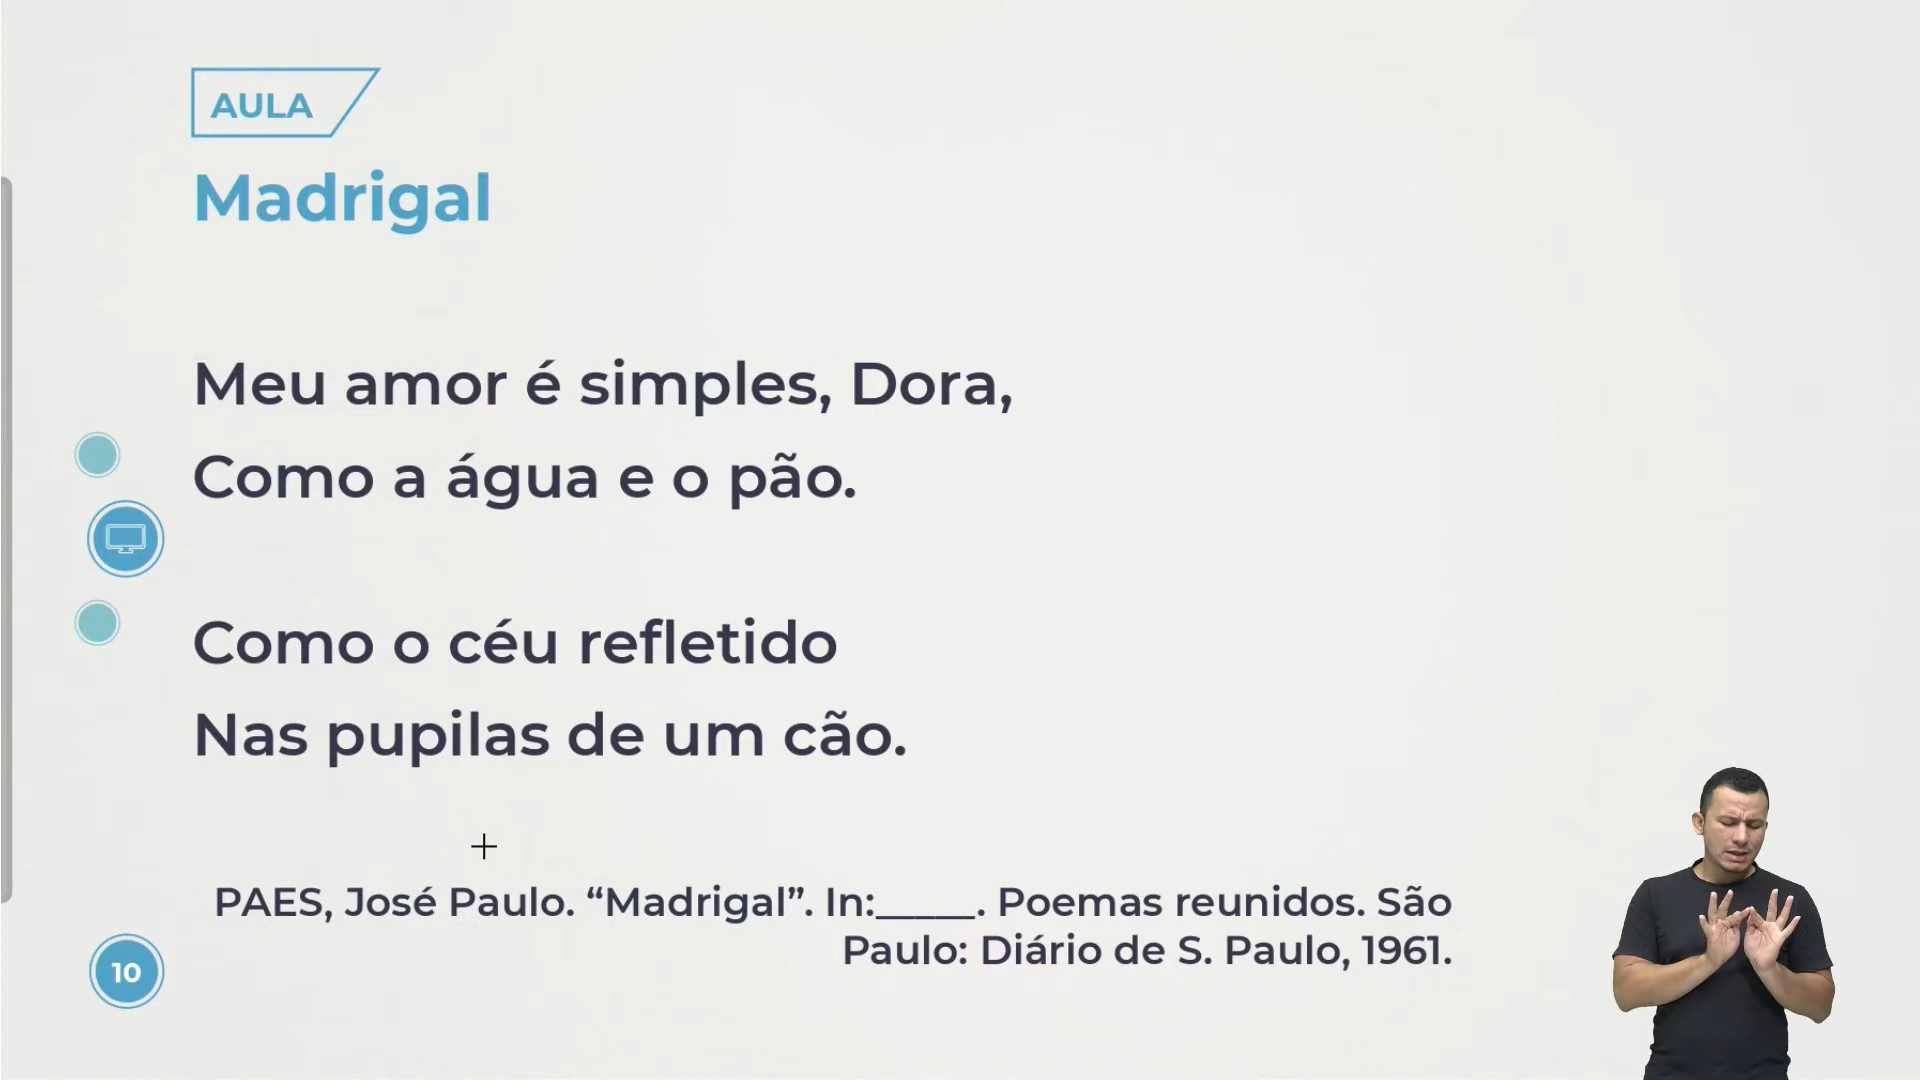 AULA
Madrigal
Meu amor é simples, Dora,
Como a água e o pão.
Como o céu refletido
Nas pupilas de um cão.
PAES, José Paulo. “Madrigal”. In:_____. Poemas reunidos. São
Paulo: Diário de S. Paulo, 1961.
10